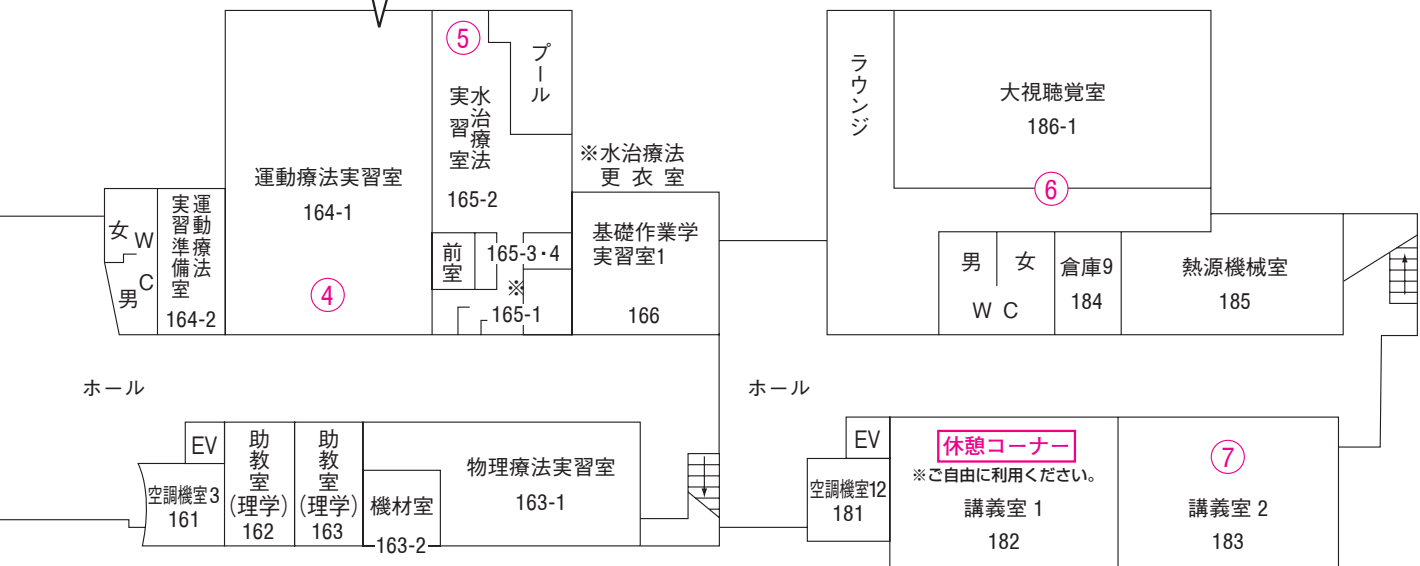 ⑤
プール
水治療法
実習室
165-2
運動療法実習室
164-1
④
女
男
WC
運動療法
実習準備室
164-2
前室
165-3・4
※
165-1
※水治療法
更衣室
基礎作業学
実習室1
166
ラウンジ
大視聴覚室
186-1
⑥
男
女
WC
倉庫9
184
熱源機械室
185
ホール
ホール
EV
空調機室3
161
助教室
(理学)
162
助教室
(理学)
163
機材室
163-2
物理療法実習室
163-1
EV
空調機室12
181
休憩コーナー
※ご自由に利用ください。
講義室 1
182
⑦
講義室 2
183